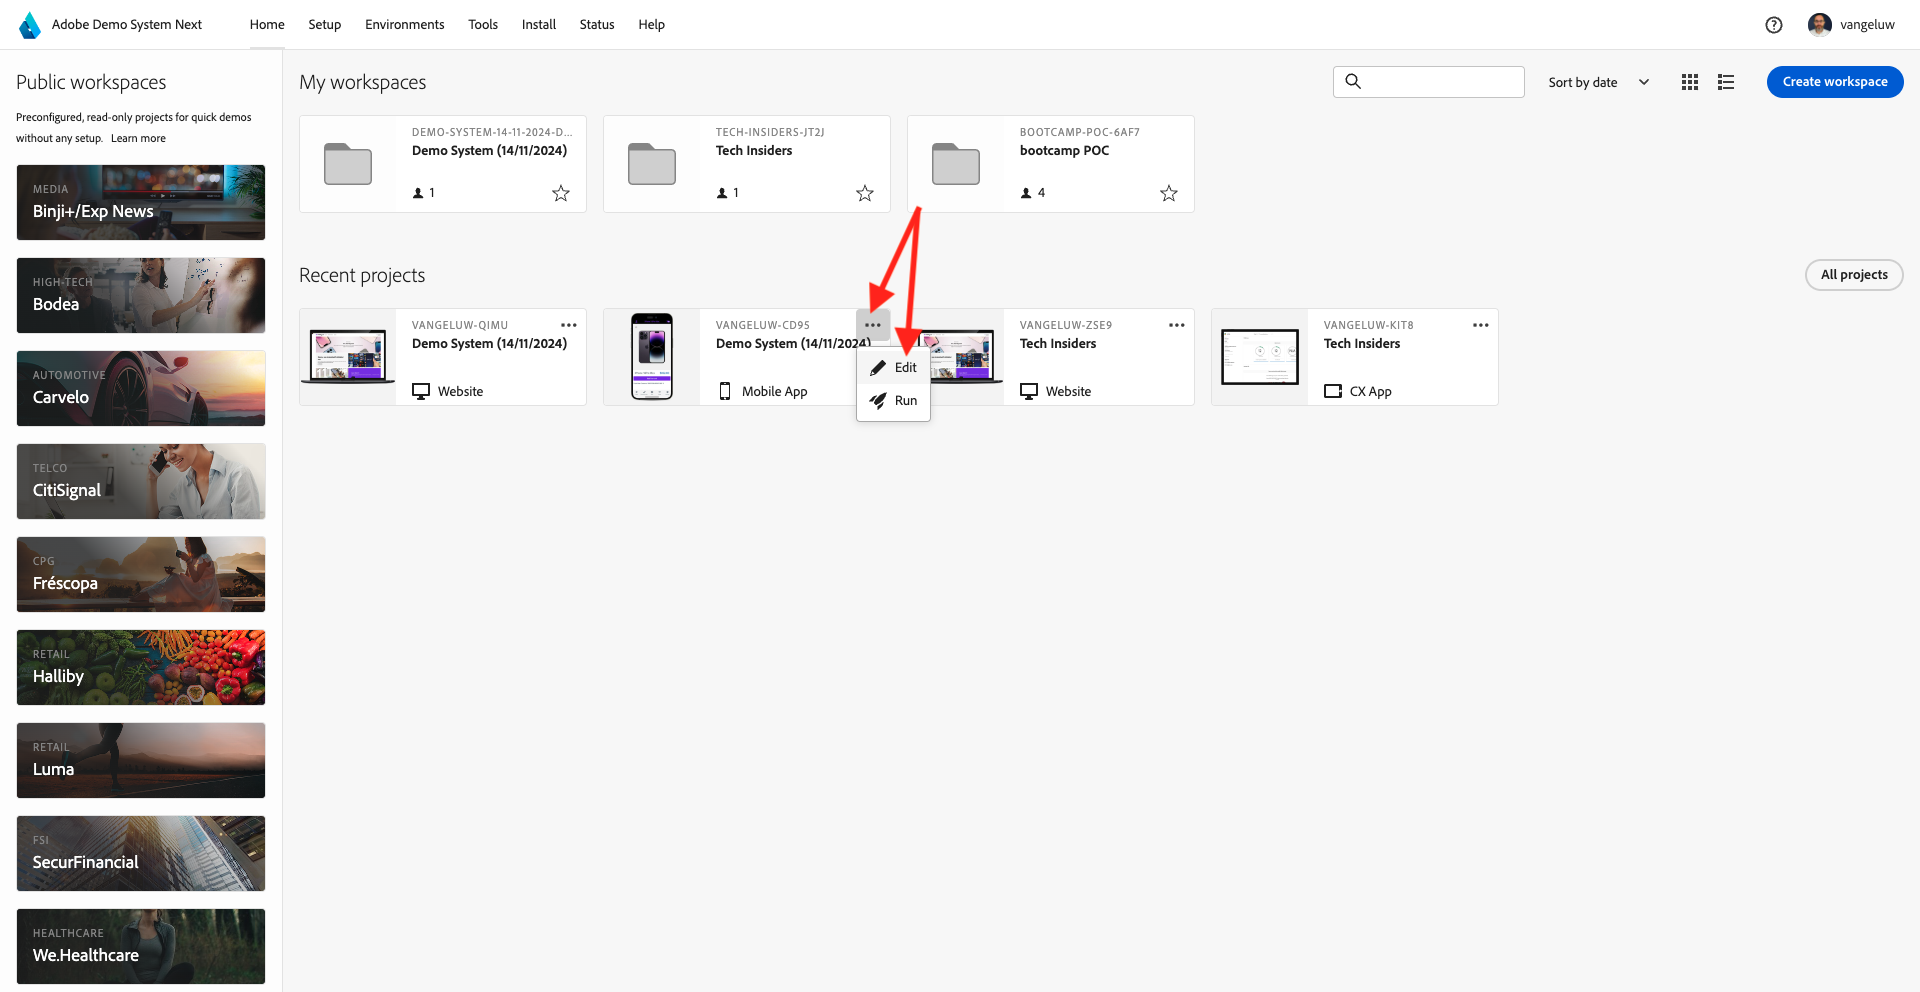 Adobe Demo System Next
Home
Setup
Environments
Tools
Install
Status
Help
vangeluw
Public workspaces
Preconfigured, read-only projects for quick demos
without any setup. Learn more
MEDIA
Binji+/Exp News
HIGH-TECH
Bodea
AUTOMOTIVE
Carvelo
TELCO
CitiSignal
CPG
Fréscopa
RETAIL
Halliby
RETAIL
Luma
FSI
SecurFinancial
HEALTHCARE
We.Healthcare
My workspaces
Sort by date
Create workspace
DEMO-SYSTEM-14-11-2024-D...
Demo System (14/11/2024)
1
TECH-INSIDERS-JT2J
Tech Insiders
1
BOOTCAMP-POC-6AF7
bootcamp POC
4
Recent projects
All projects
VANGELUW-QIMU
Demo System (14/11/2024)
Website
VANGELUW-CD95
Demo System (14/11/2024)
Mobile App
Edit
Run
VANGELUW-ZSE9
Tech Insiders
Website
VANGELUW-KIT8
Tech Insiders
CX App